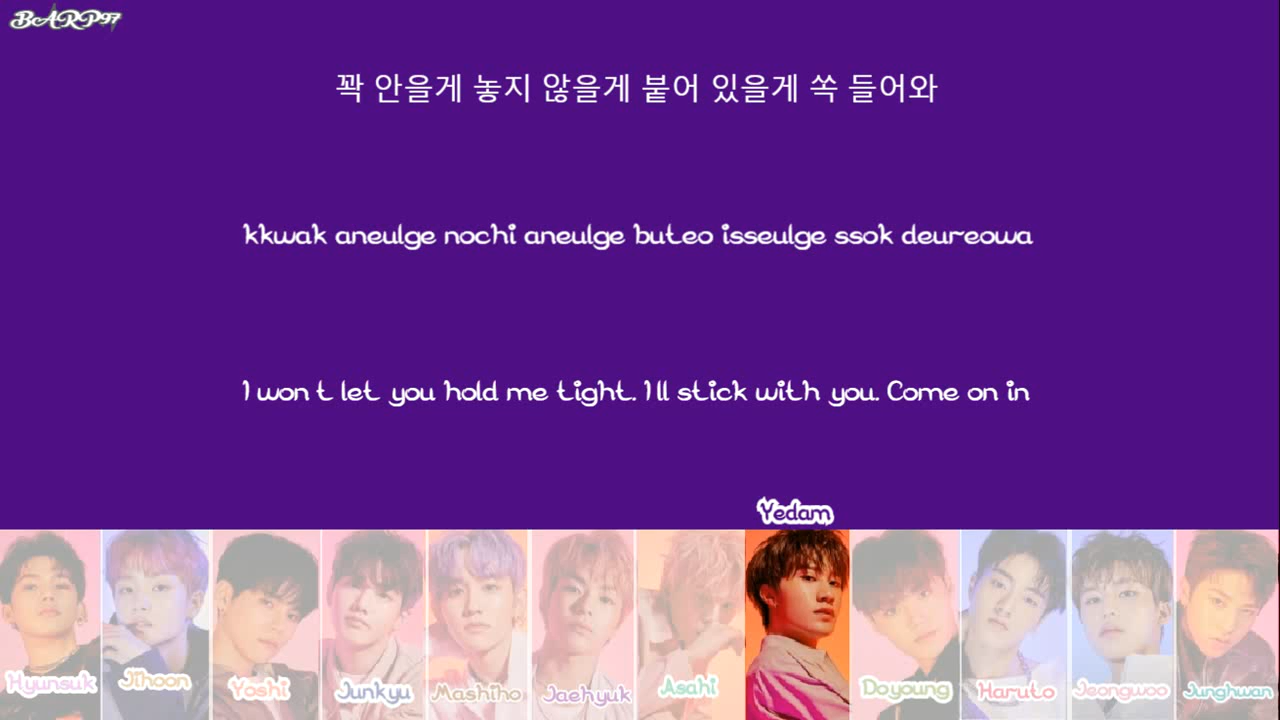 BARP97
꽉 안을게 놓지 않을게 붙어 있을게 쏙 들어와
kkwak aneulge nochi aneulge buteo isseulge ssok deureowa
I won t let you hold me tight. I ll stick with you. Come on in
Yedam
Hyunsuk Jihoon Yoshi Junkyu Mashiho Jaehyuk Asahi Doyoung Haruto Jeongwoo Junghwan